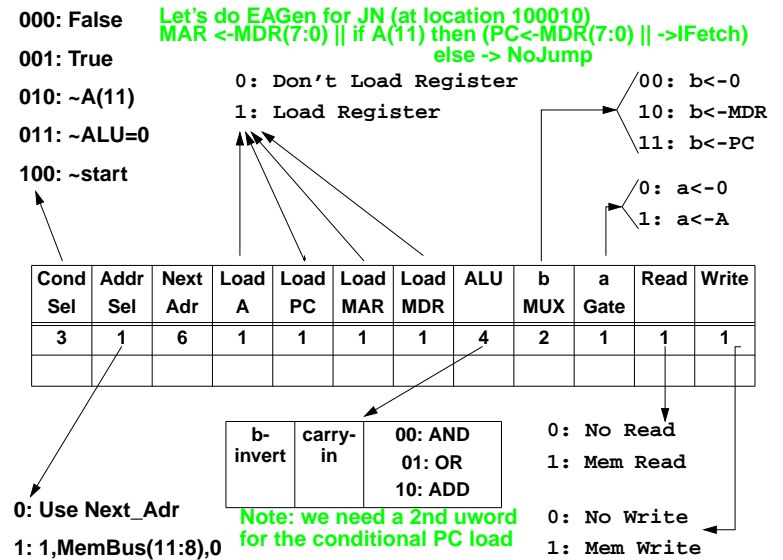 000: False
001: True
010: ~A(11)
011: ~ALU=0
100: ~start
Let's do EAGen for JN (at location 100010)
MAR <-MDR(7:0) || if A(11) then (PC<-MDR(7:0) || ->IFetch)
else -> NoJump
0: Don't Load Register
1: Load Register
00: b<-0
10: b<-MDR
11: b<-PC
0: a<-0
1: a<-A
Cond Sel
Addr Sel
Next Adr
Load A
Load PC
Load MAR
Load MDR
ALU
b MUX
a Gate
Read
Write
3 1 6 1 1 1 1 4 2 1 1 1
b-invert
carry-in
00: AND
01: OR
10: ADD
0: No Read
1: Mem Read
0: No Write
1: Mem Write
0: Use Next_Adr
1: 1,MemBus(11:8),0
Note: we need a 2nd uword
for the conditional PC load